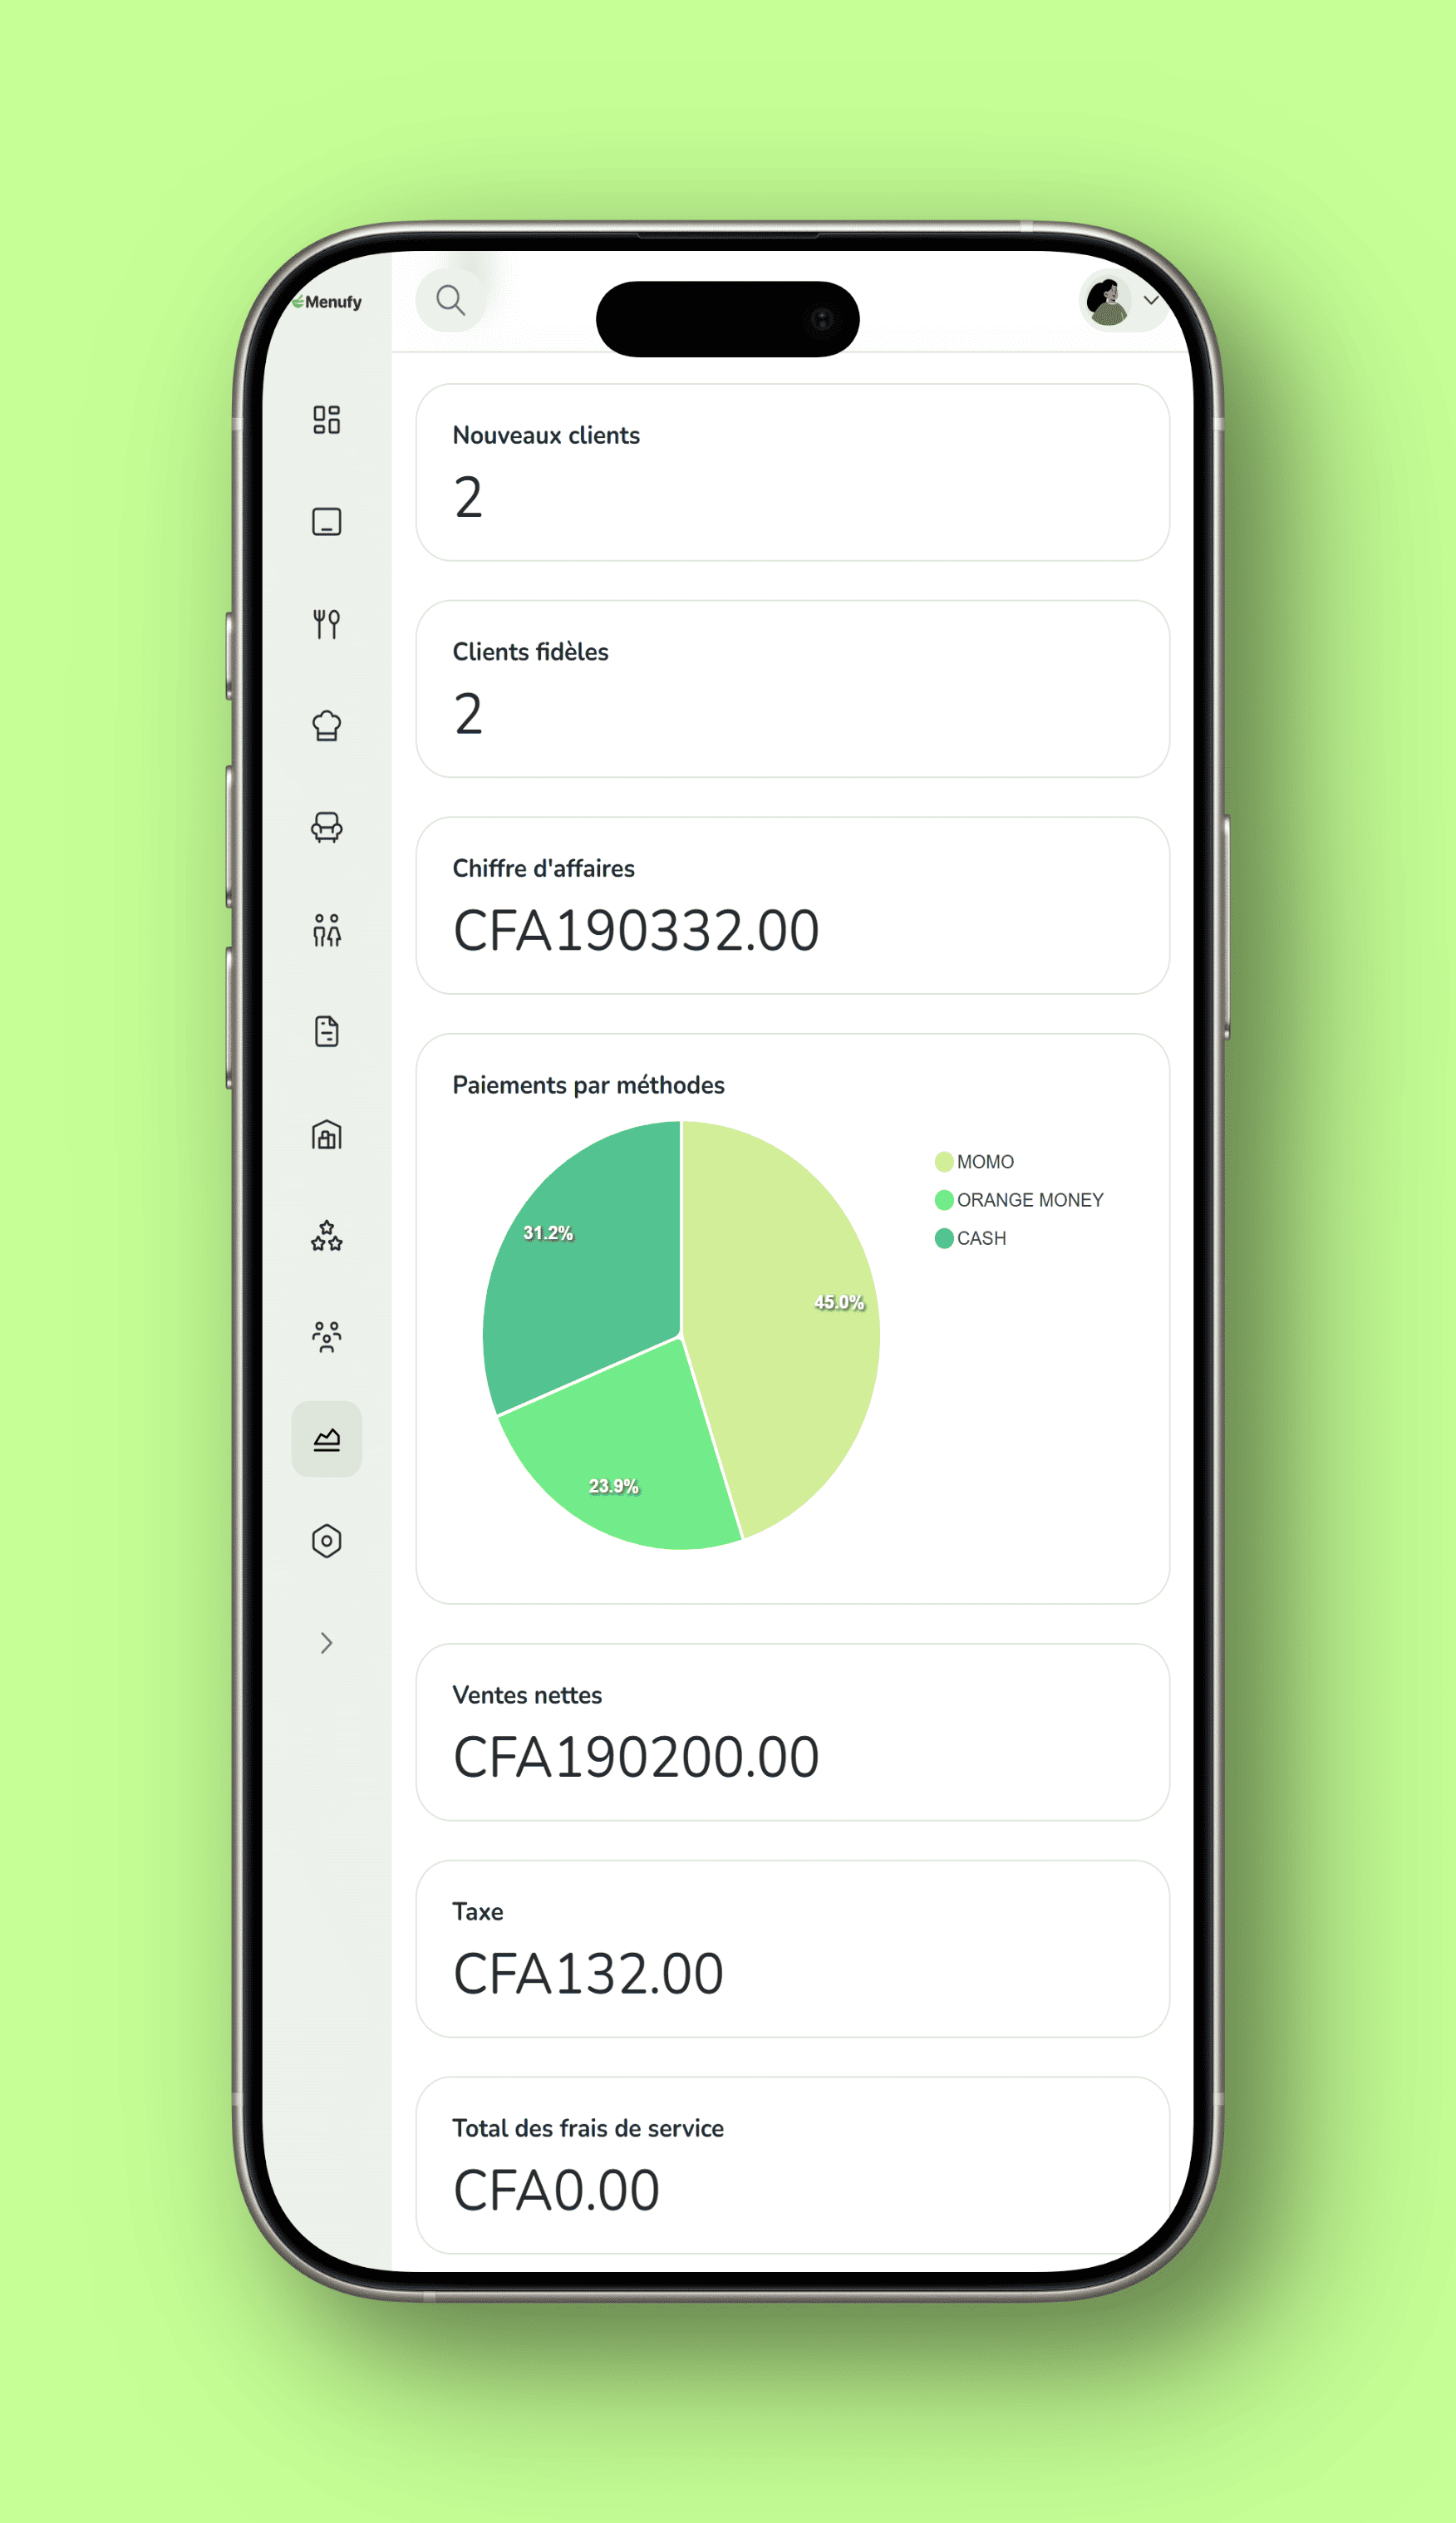 Menufy
Nouveaux clients
2
Clients fidèles
2
Chiffre d'affaires
CFA190332.00
Paiements par méthodes
MOMO
ORANGE MONEY
CASH
31.2%
45.0%
23.9%
Ventes nettes
CFA190200.00
Taxe
CFA132.00
Total des frais de service
CFA0.00